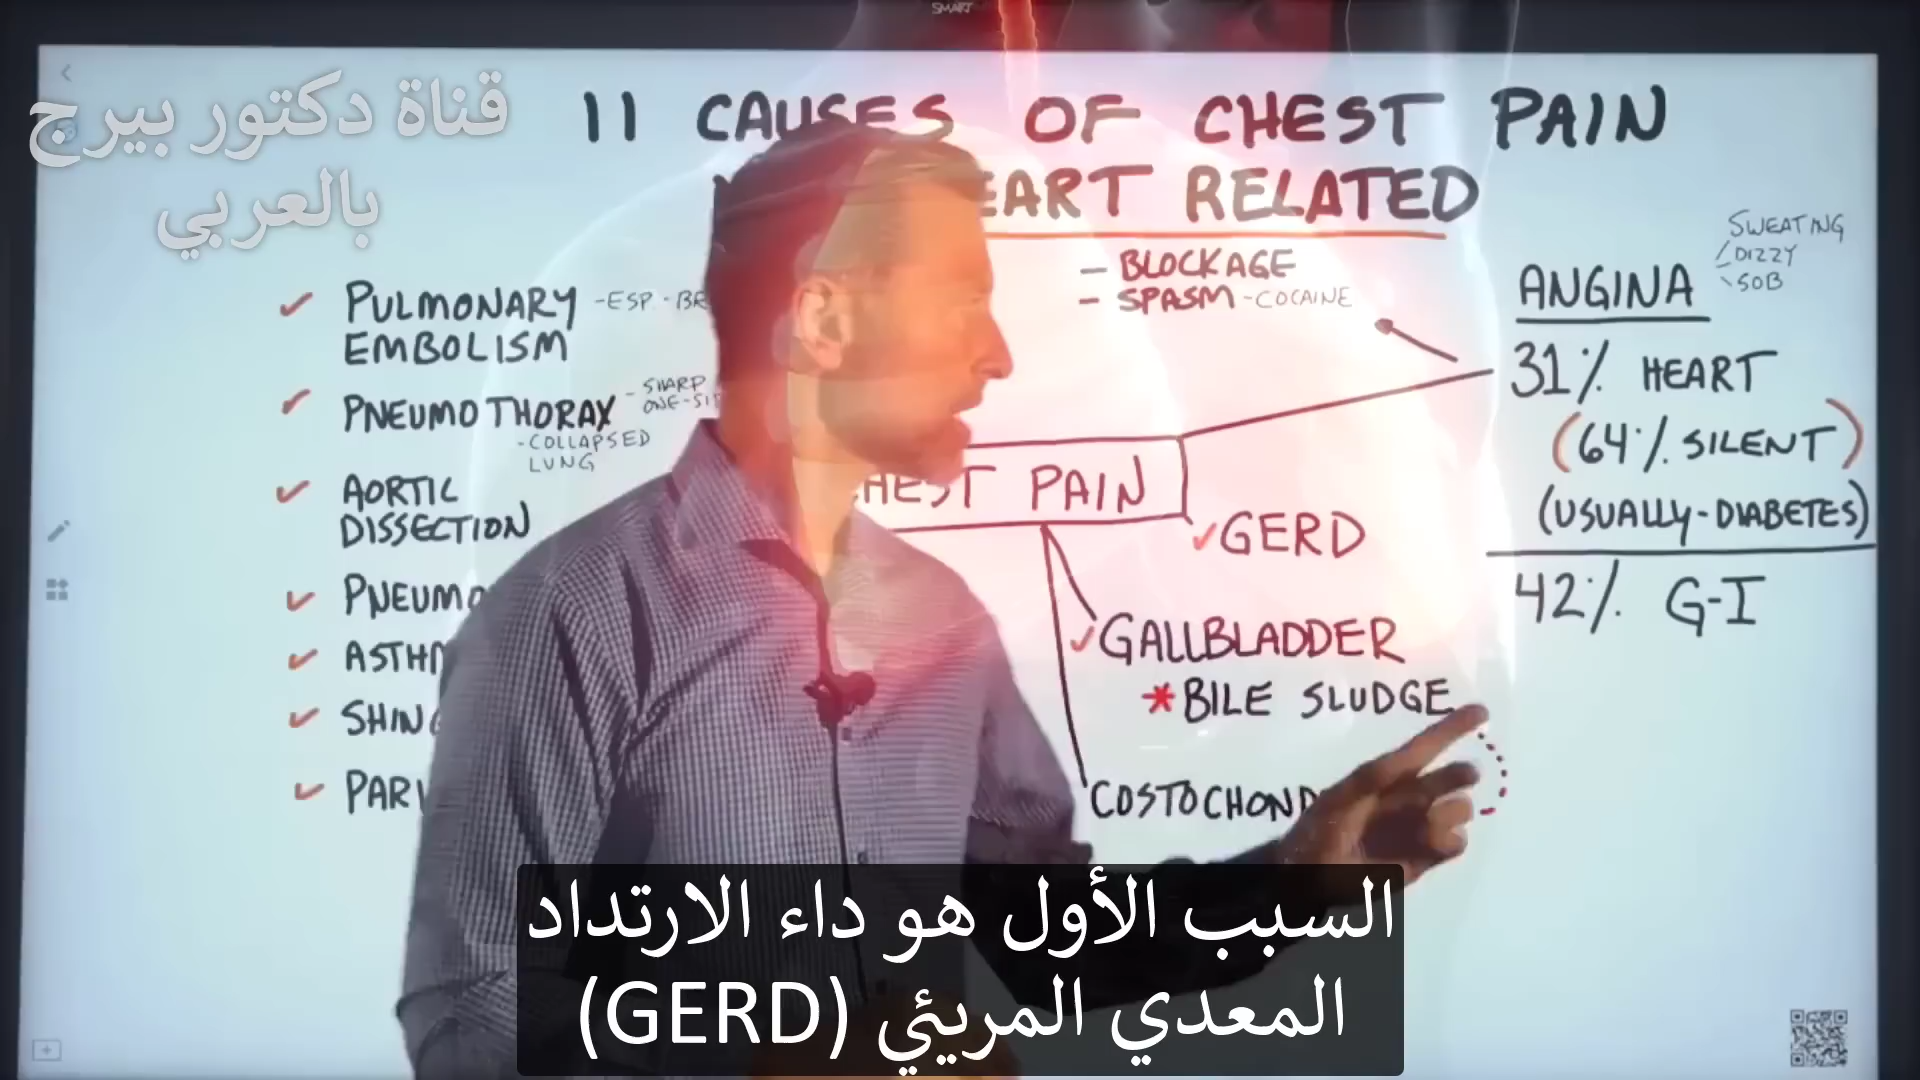 SMART
قناة دكتور بيرج
بالعربي
11 CAUSES OF CHEST PAIN
HEART RELATED
- BLOCKAGE
- SPASM - COCAINE
SWEATING
DIZZY
SOB
ANGINA
31% HEART
(64% SILENT)
(USUALLY - DIABETES)
42% G-I
PULMONARY - ESP.
EMBOLISM
PNEUMOTHORAX - SHARP
- COLLAPSED
LUNG
AORTIC
DISSECTION
CHEST PAIN
GERD
GALLBLADDER
* BILE SLUDGE
السبب الأول هو داء الارتداد
المعدي المريئي (GERD)